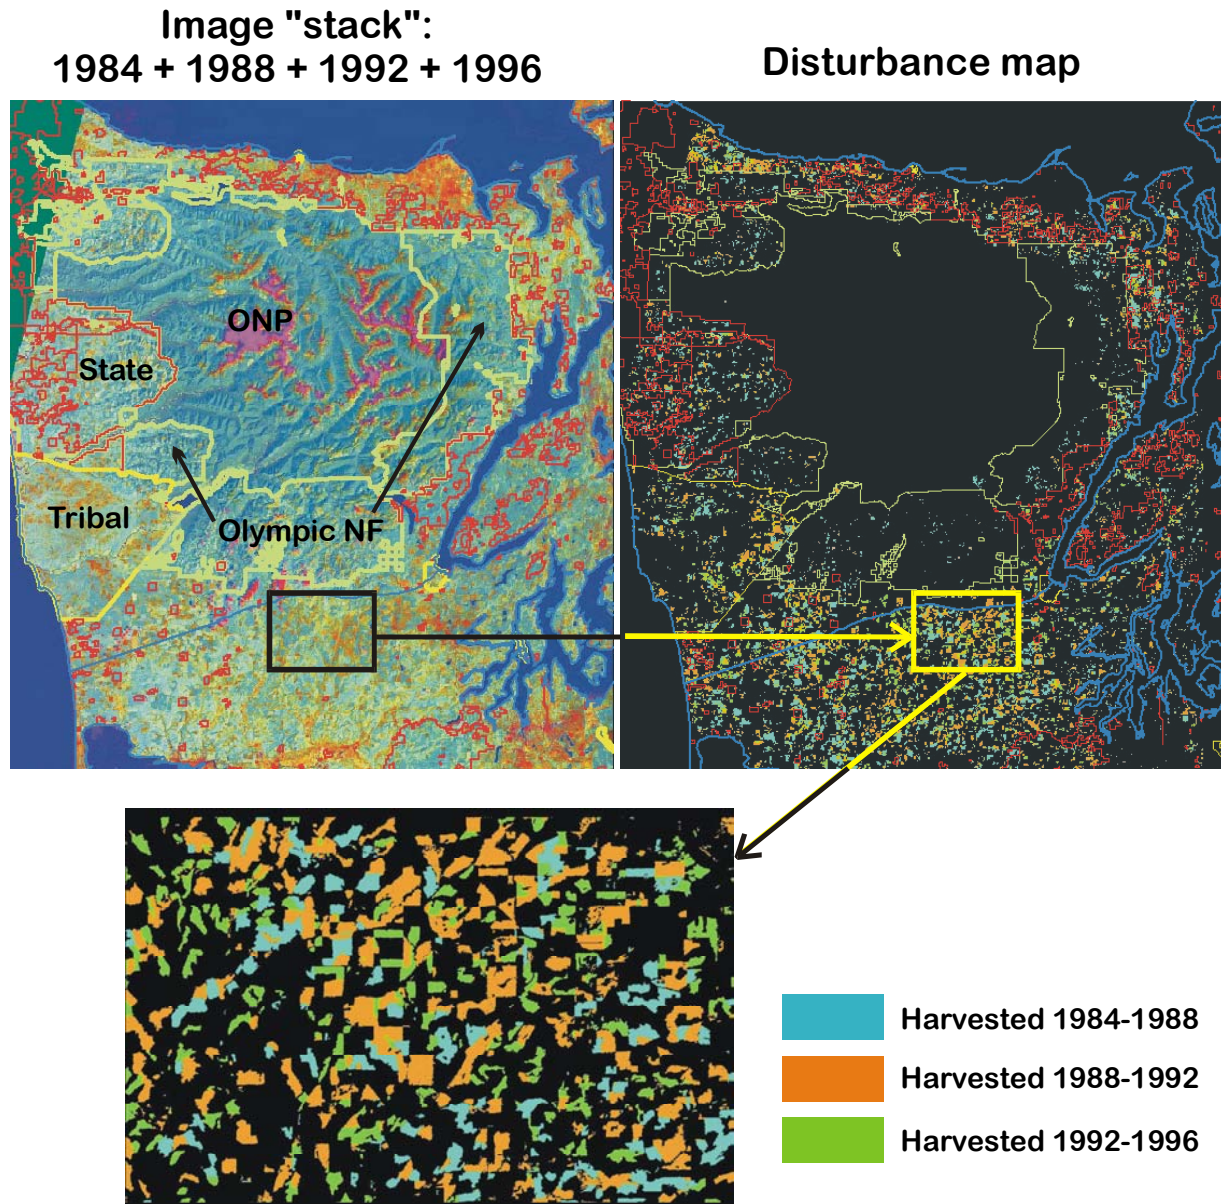 Image "stack":
1984 + 1988 + 1992 + 1996
Disturbance map
ONP
State
Tribal
Olympic NF
Harvested 1984-1988
Harvested 1988-1992
Harvested 1992-1996